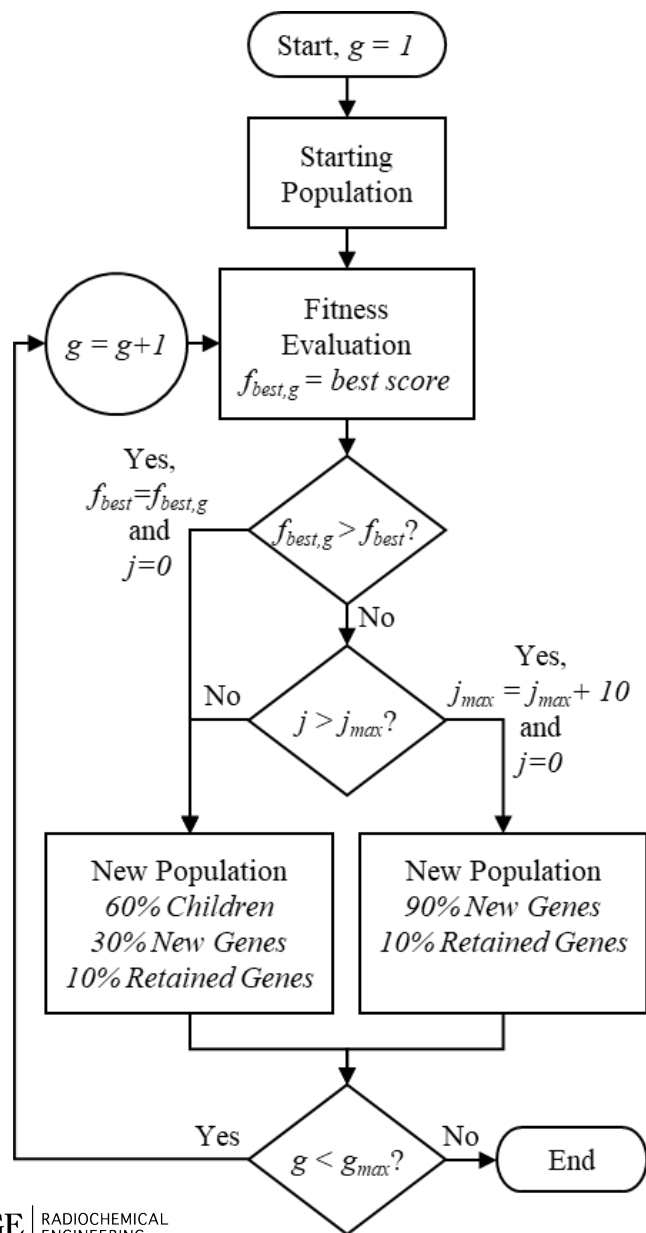 Start, g = 1
Starting
Population
Fitness
Evaluation
f_best,g = best score
g = g+1
Yes,
f_best=f_best,g
and
j=0
f_best,g > f_best?
No
Yes,
j_max = j_max + 10
and
j=0
No
j > j_max?
New Population
60% Children
30% New Genes
10% Retained Genes
New Population
90% New Genes
10% Retained Genes
Yes
g < g_max?
No
End
RADIOCHEMICAL